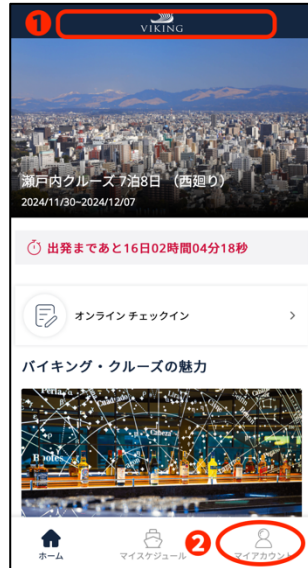 1
VIKING
瀬戸内クルーズ 7泊8日 （西廻り）
2024/11/30~2024/12/07
出発まであと16日02時間04分18秒
オンライン チェックイン
バイキング・クルーズの魅力
Bootes
ホーム
マイスケジュール
2
マイアカウント